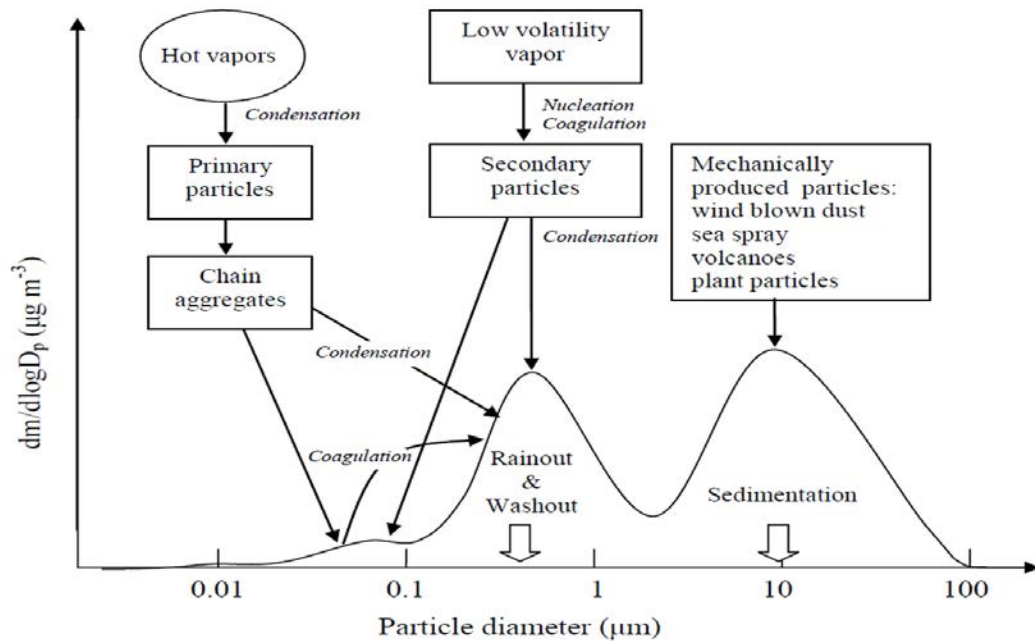 Hot vapors
Low volatility
vapor
Condensation
Nucleation
Coagulation
Primary
particles
Secondary
particles
Mechanically
produced particles:
wind blown dust
sea spray
volcanoes
plant particles
Condensation
Chain
aggregates
Condensation
Coagulation
Rainout
&
Washout
Sedimentation
dm/dlogDₚ (µg m⁻³)
0.01
0.1
1
10
100
Particle diameter (µm)